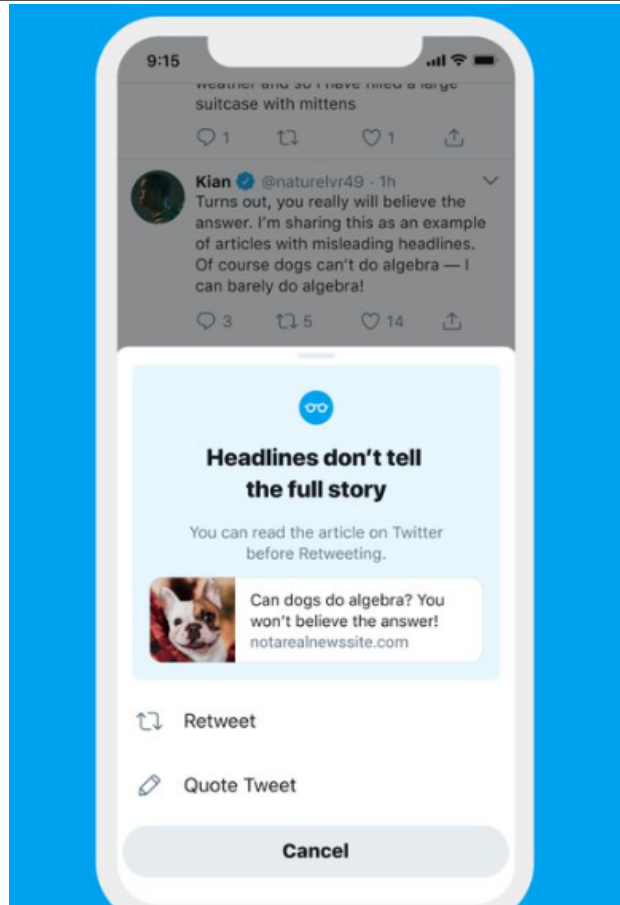 9:15
suitcase with mittens
1 1
Kian @naturelvr49 · 1h
Turns out, you really will believe the
answer. I'm sharing this as an example
of articles with misleading headlines.
Of course dogs can't do algebra — I
can barely do algebra!
3 5 14
Headlines don't tell
the full story
You can read the article on Twitter
before Retweeting.
Can dogs do algebra? You
won't believe the answer!
notarealnewssite.com
Retweet
Quote Tweet
Cancel